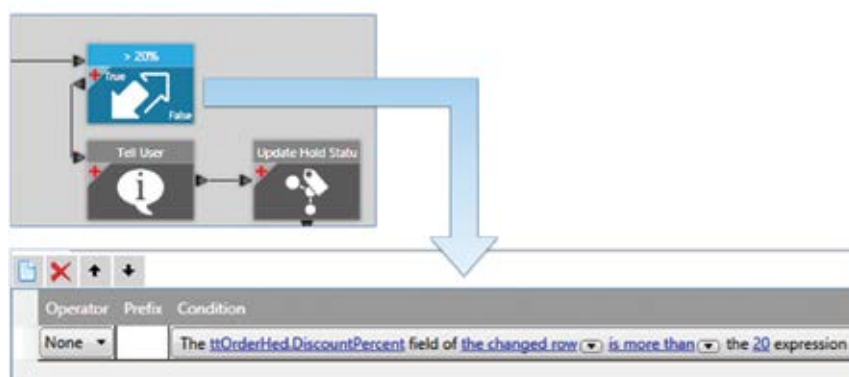 > 20%
True
False
Tell User
Update Hold Statu
Operator Prefix Condition
None The ttOrderHed.DiscountPercent field of the changed row is more than the 20 expression